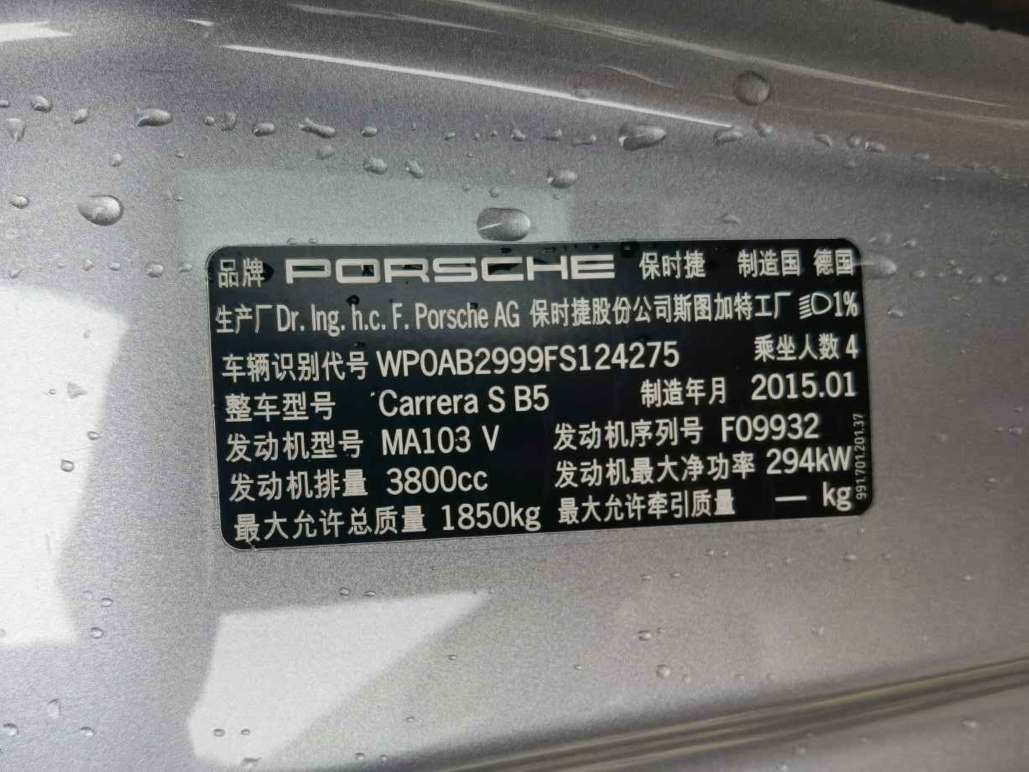 品牌 PORSCHE 保时捷 制造国 德国
生产厂 Dr. Ing. h.c. F. Porsche AG 保时捷股份公司斯图加特工厂 1%
车辆识别代号 WP0AB2999FS124275 乘坐人数 4
整车型号 Carrera S B5 制造年月 2015.01
发动机型号 MA103 V 发动机序列号 F09932
发动机排量 3800cc 发动机最大净功率 294kW
最大允许总质量 1850kg 最大允许牵引质量 — kg
991.701.201.37